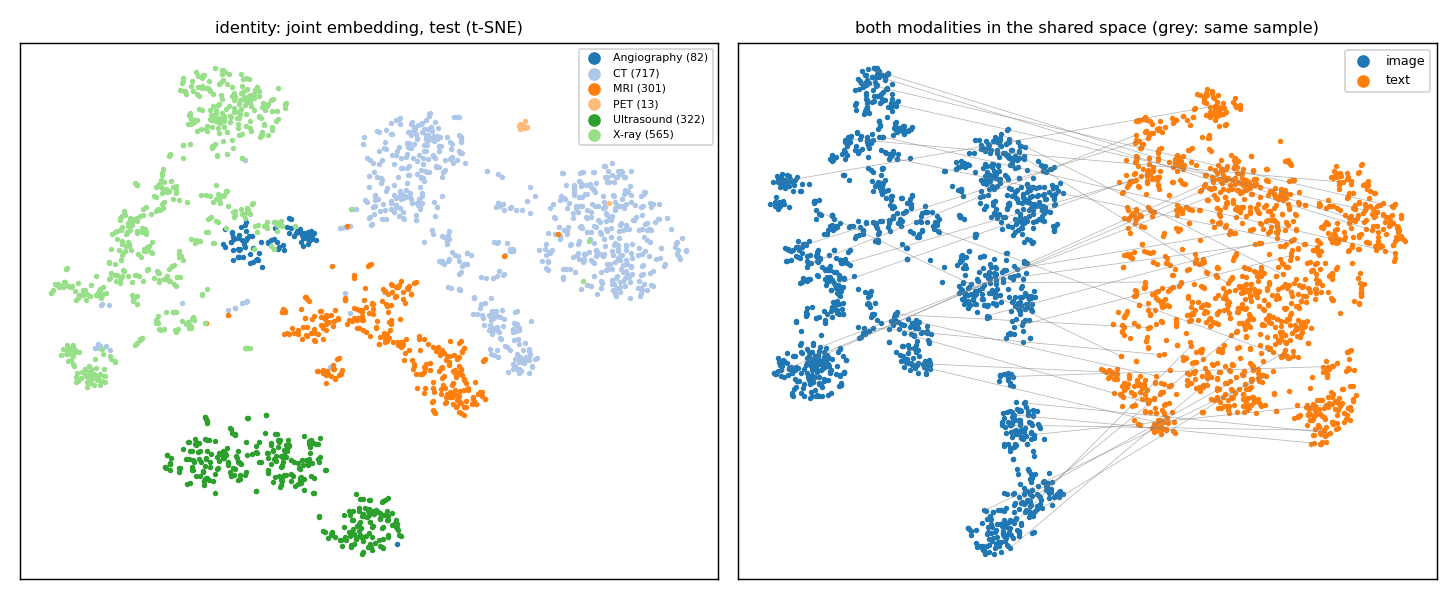 identity: joint embedding, test (t-SNE)
Angiography (82)
CT (717)
MRI (301)
PET (13)
Ultrasound (322)
X-ray (565)
both modalities in the shared space (grey: same sample)
image
text